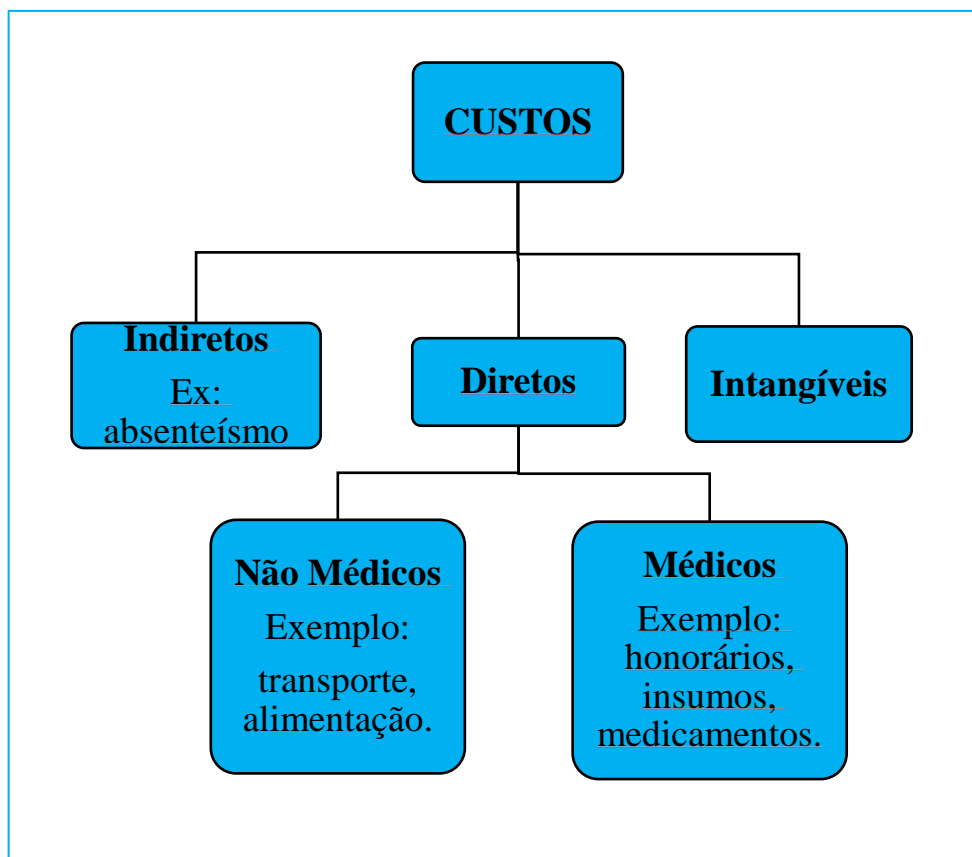 CUSTOS
Indiretos
Ex:
absenteísmo
Diretos
Intangíveis
Não Médicos
Exemplo:
transporte,
alimentação.
Médicos
Exemplo:
honorários,
insumos,
medicamentos.